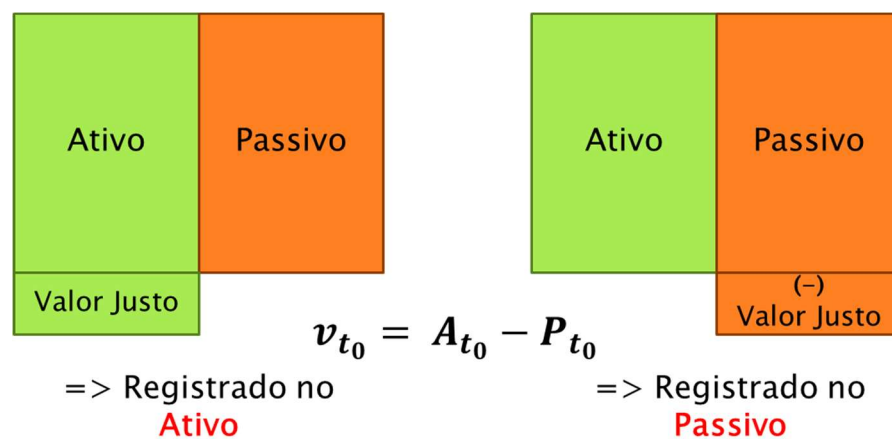 Ativo
Passivo
Valor Justo
Ativo
Passivo
(-)
Valor Justo
v_{t_0} = A_{t_0} − P_{t_0}
=> Registrado no
Ativo
=> Registrado no
Passivo